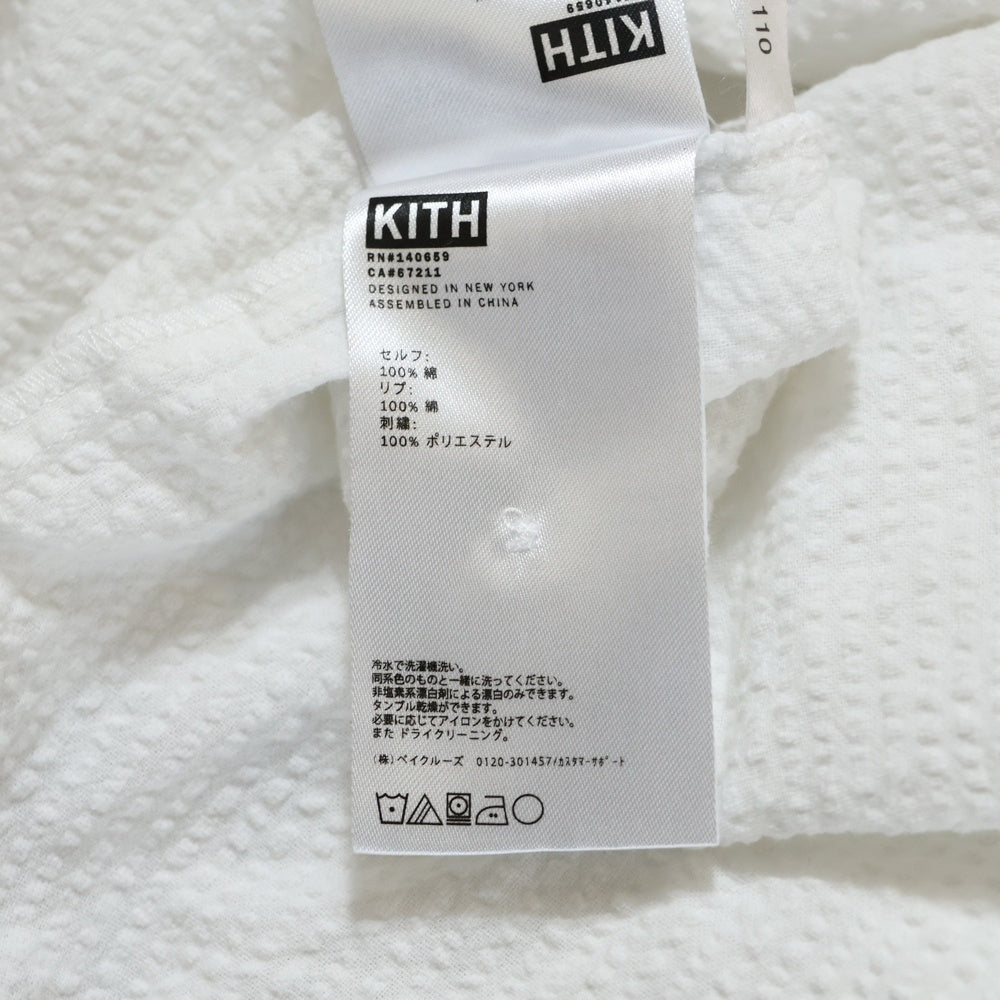 140659
KITH
110
KITH
RN#140659
CA#67211
DESIGNED IN NEW YORK
ASSEMBLED IN CHINA
セルフ:
100% 綿
リブ:
100% 綿
刺繍:
100% ポリエステル
冷水で洗濯機洗い。
同系色のものと一緒に洗ってください。
非塩素系漂白剤による漂白のみできます。
タンブル乾燥ができます。
必要に応じてアイロンをかけてください。
また ドライクリーニング。
(株)ベイクルーズ 0120-301457/カスタマーサポート